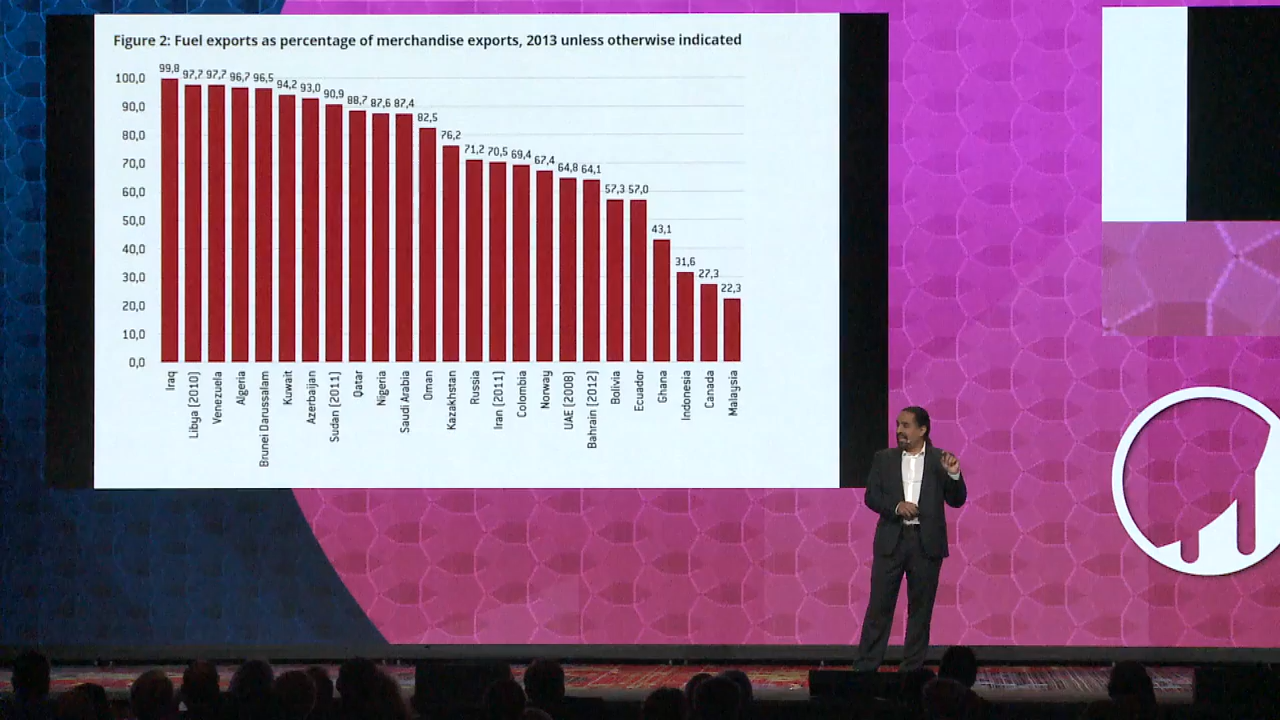 Figure 2: Fuel exports as percentage of merchandise exports, 2013 unless otherwise indicated
99,8 97,7 97,7 96,7 96,5 94,2 93,0 90,9 88,7 87,6 87,4 82,5 76,2 71,2 70,5 69,4 67,4 64,8 64,1 57,3 57,0 43,1 31,6 27,3 22,3
100,0
90,0
80,0
70,0
60,0
50,0
40,0
30,0
20,0
10,0
0,0
Iraq
Libya [2010]
Venezuela
Algeria
Brunei Darussalam
Kuwait
Azerbaijan
Sudan [2011]
Qatar
Nigeria
Saudi Arabia
Oman
Kazakhstan
Russia
Iran [2011]
Colombia
Norway
UAE [2008]
Bahrain [2012]
Bolivia
Ecuador
Ghana
Indonesia
Canada
Malaysia